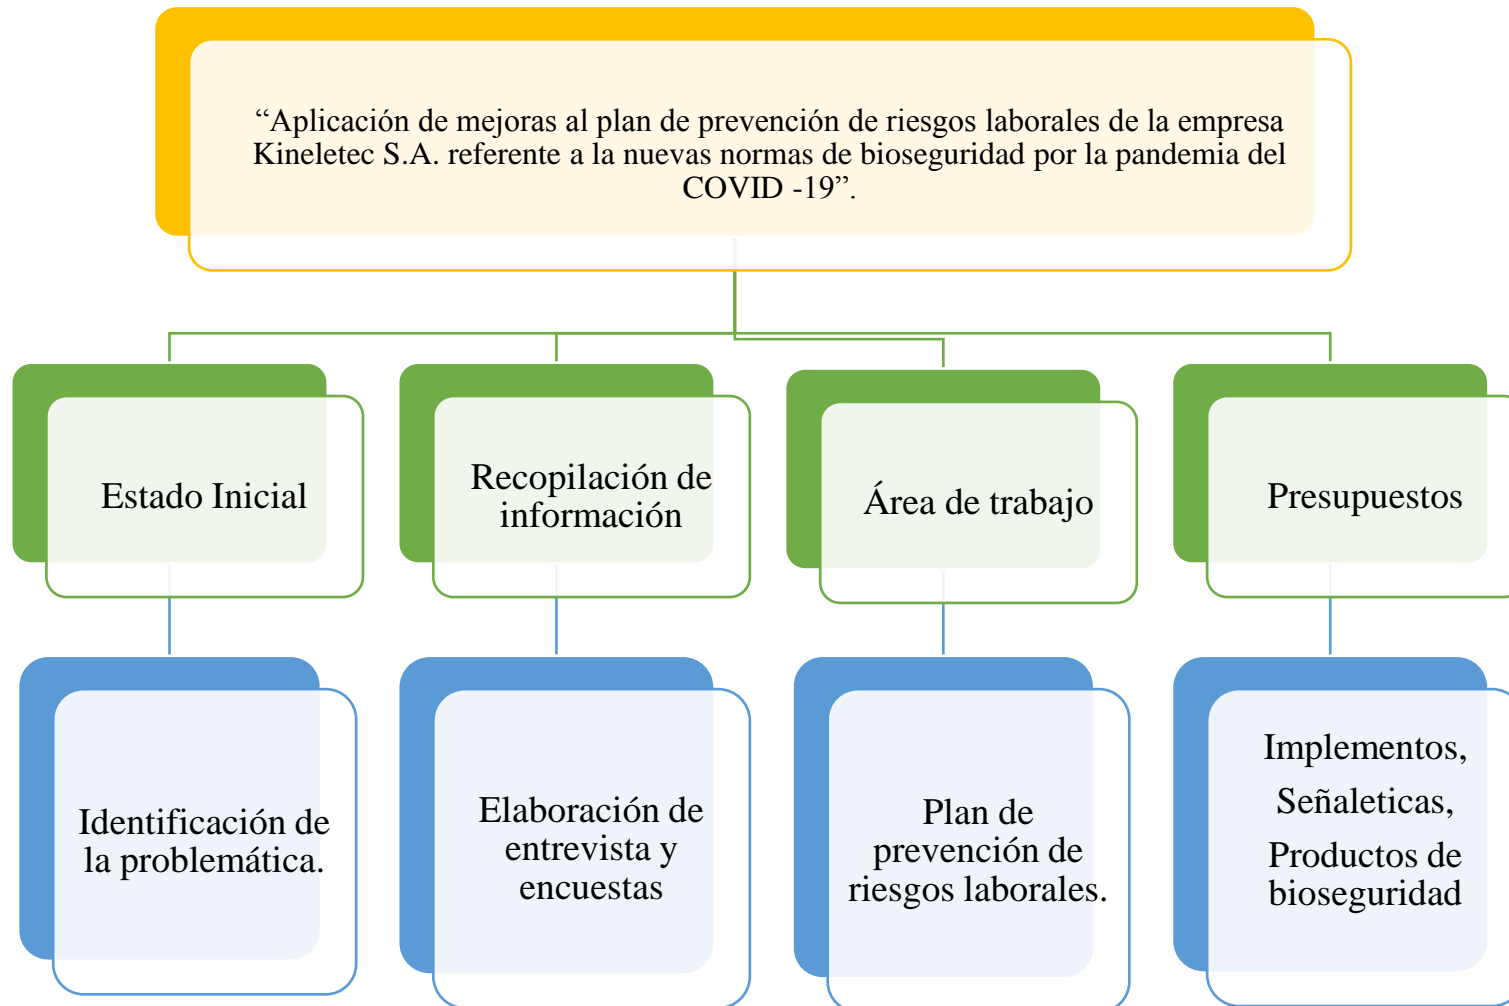 “Aplicación de mejoras al plan de prevención de riesgos laborales de la empresa
Kineletec S.A. referente a la nuevas normas de bioseguridad por la pandemia del
COVID -19”.
Estado Inicial
Recopilación de
información
Área de trabajo
Presupuestos
Identificación de
la problemática.
Elaboración de
entrevista y
encuestas
Plan de
prevención de
riesgos laborales.
Implementos,
Señaleticas,
Productos de
bioseguridad